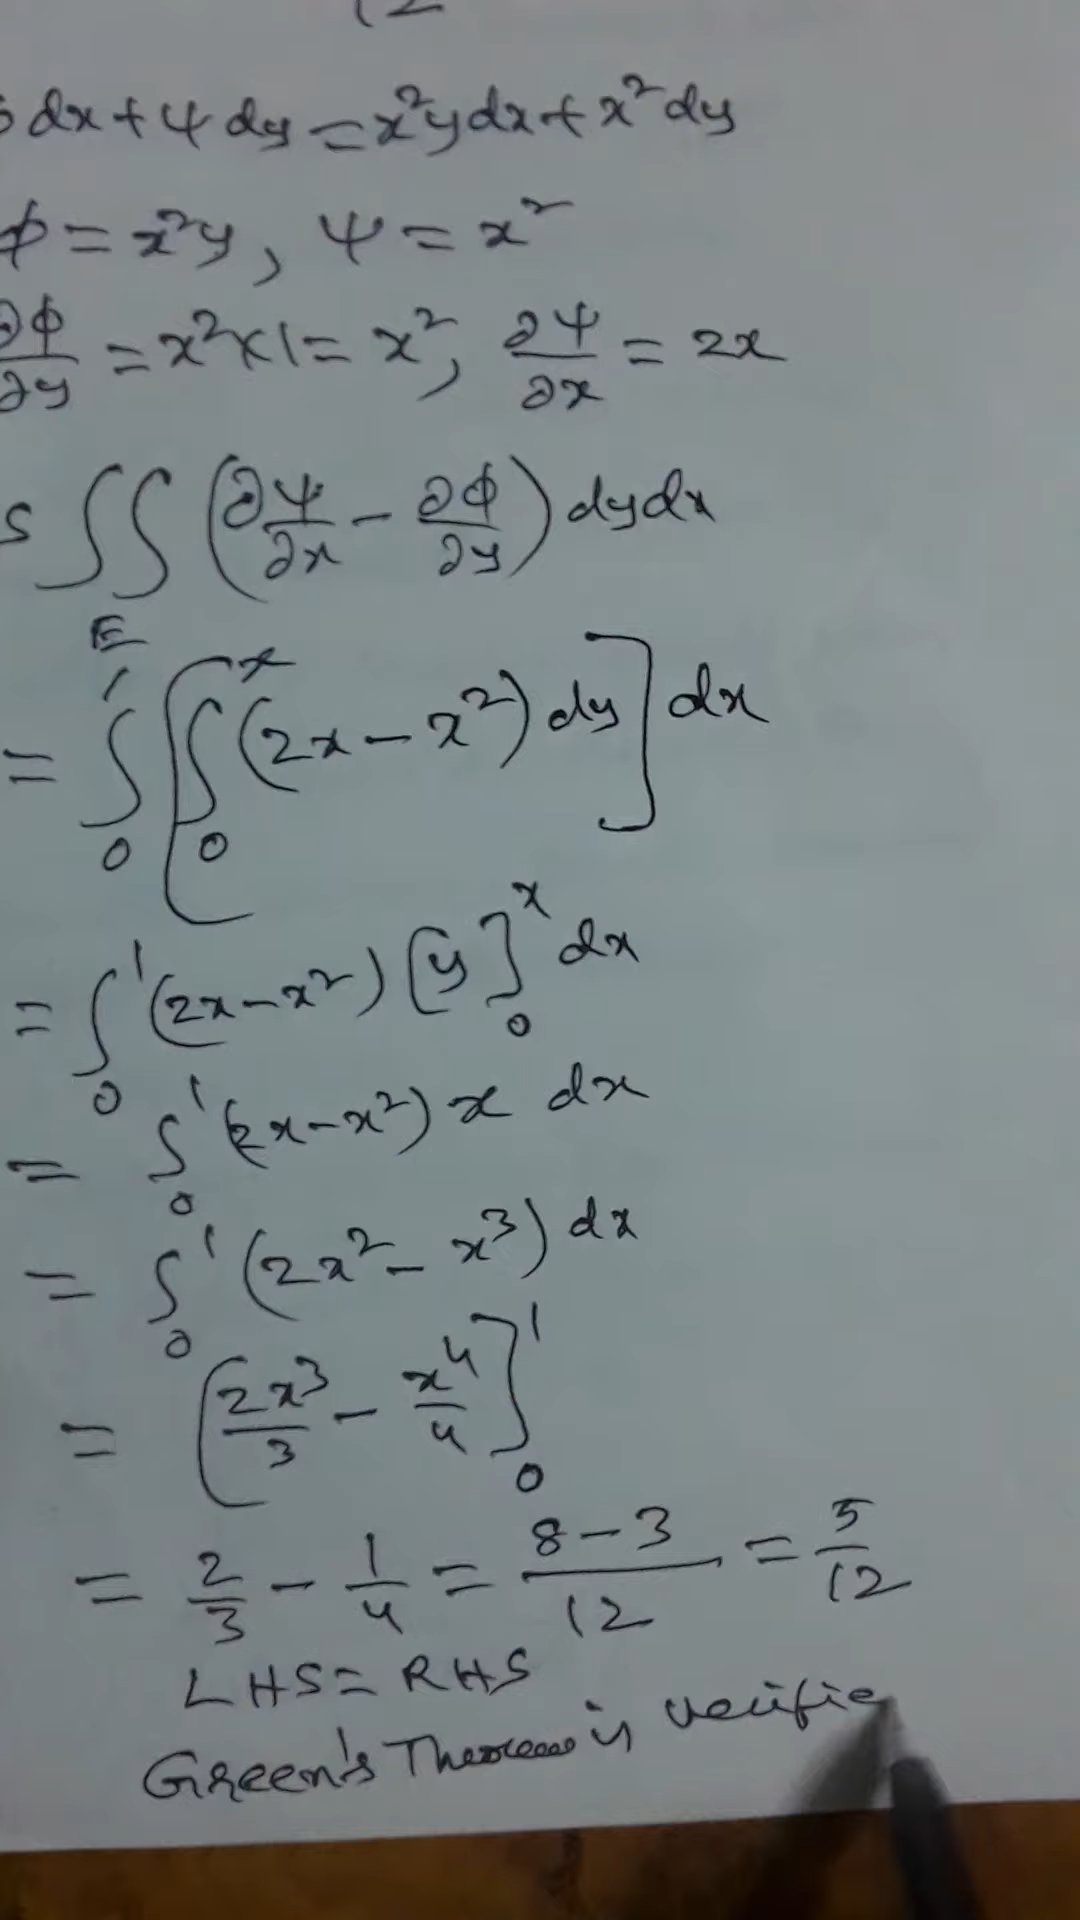 12
dx + ψ dy = x²y dx + x² dy
ϕ = x²y, ψ = x²
∂ϕ/∂y = x² × 1 = x², ∂ψ/∂x = 2x
S ∫∫ (∂ψ/∂x - ∂ϕ/∂y) dy dx
E
= ∫₀¹ [∫₀ˣ (2x - x²) dy] dx
= ∫₀¹ (2x - x²) [y]₀ˣ dx
= ∫₀¹ (2x - x²) x dx
= ∫₀¹ (2x² - x³) dx
= [2x³/3 - x⁴/4]₀¹
= 2/3 - 1/4 = (8 - 3)/12 = 5/12
LHS = RHS
Green's Theorem is verifie